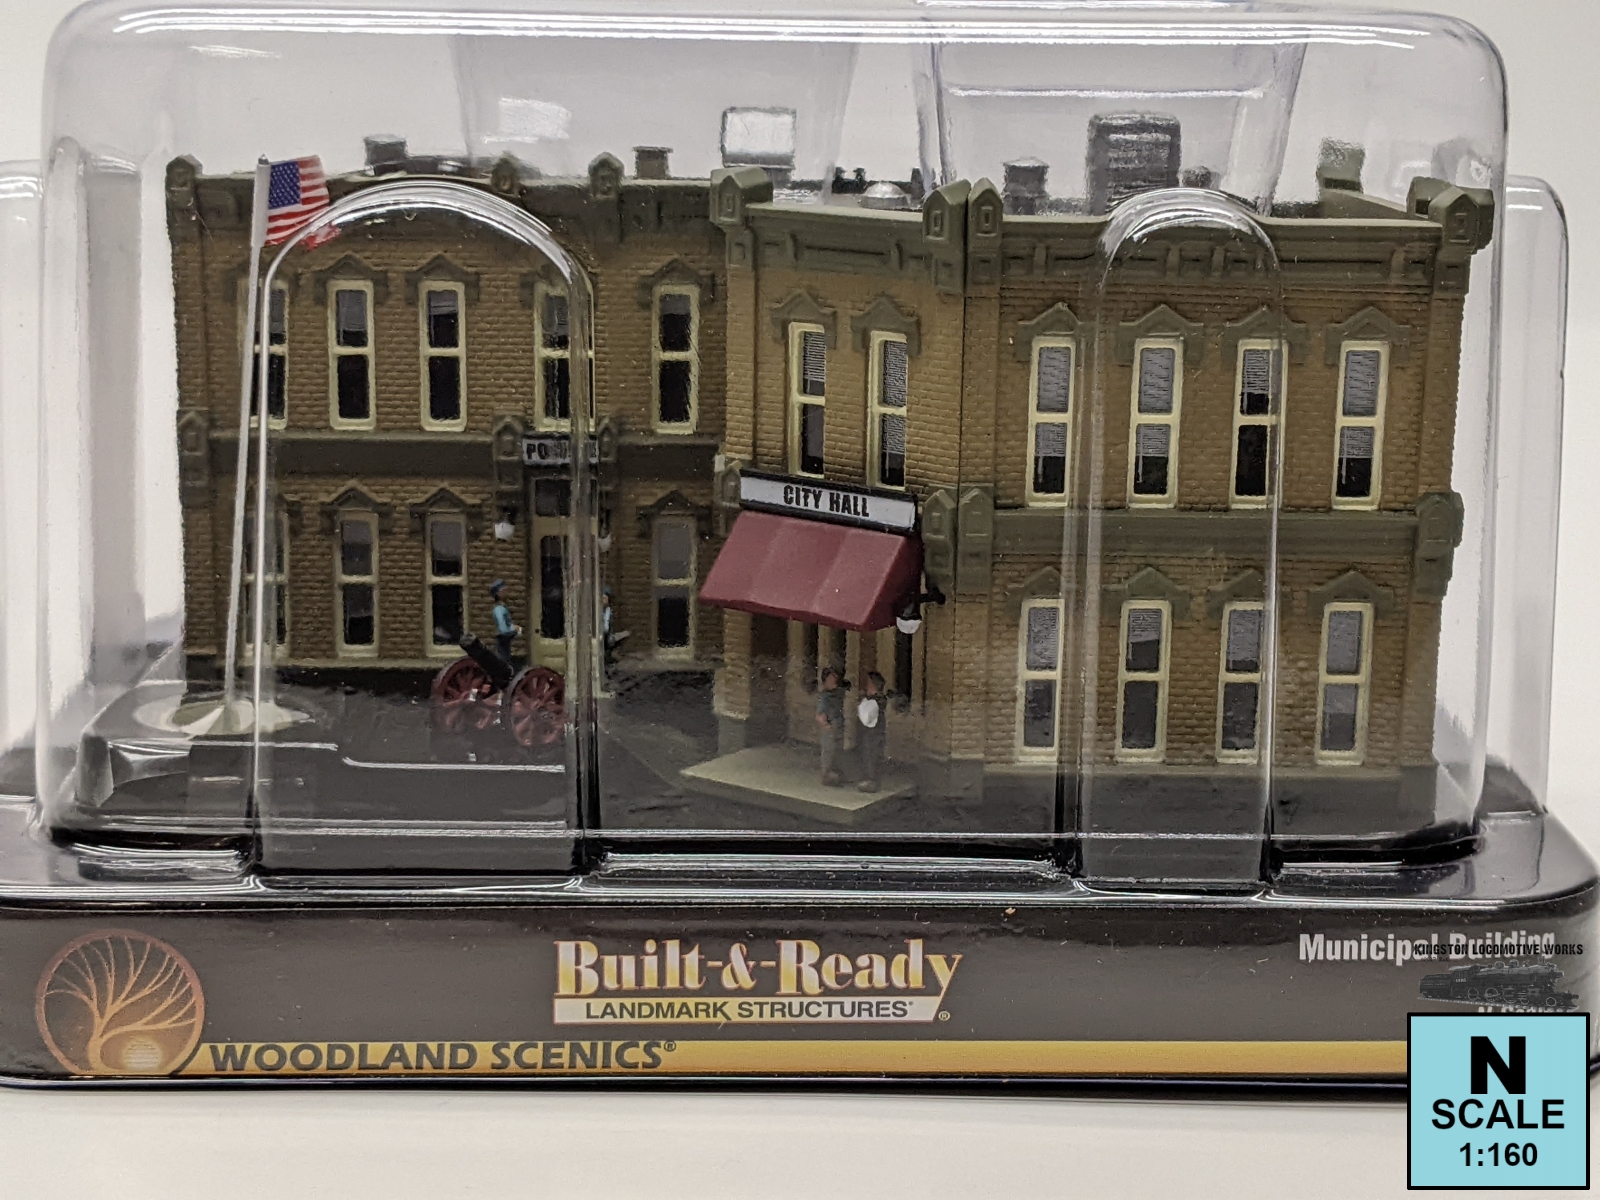 CITY HALL
Built-&-Ready
LANDMARK STRUCTURES®
Municipal Building
KINGSTON LOCOMOTIVE WORKS
WOODLAND SCENICS®
N
SCALE
1:160